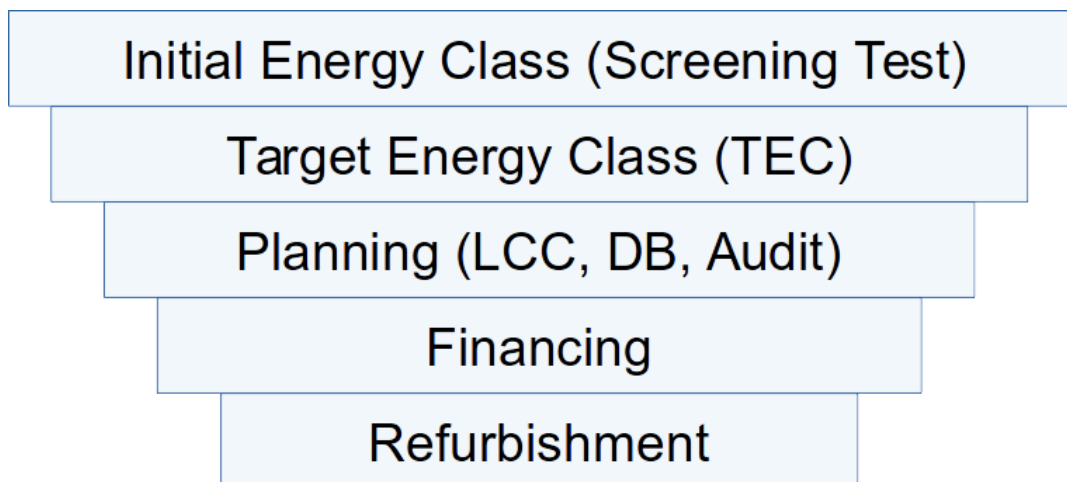 Initial Energy Class (Screening Test)
Target Energy Class (TEC)
Planning (LCC, DB, Audit)
Financing
Refurbishment